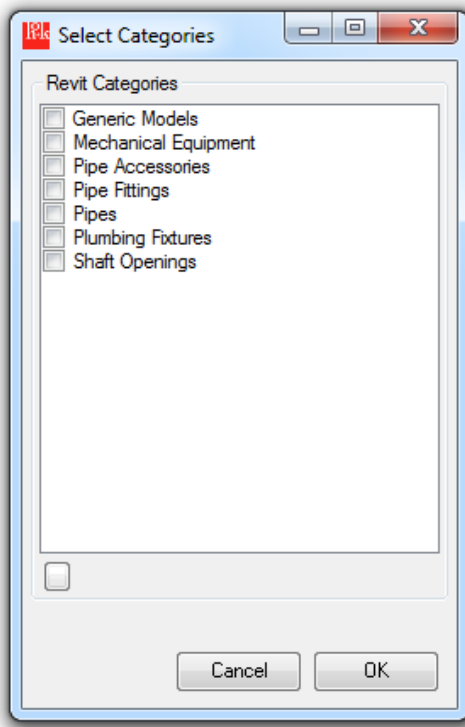 Select Categories
Revit Categories
Generic Models
Mechanical Equipment
Pipe Accessories
Pipe Fittings
Pipes
Plumbing Fixtures
Shaft Openings
Cancel
OK